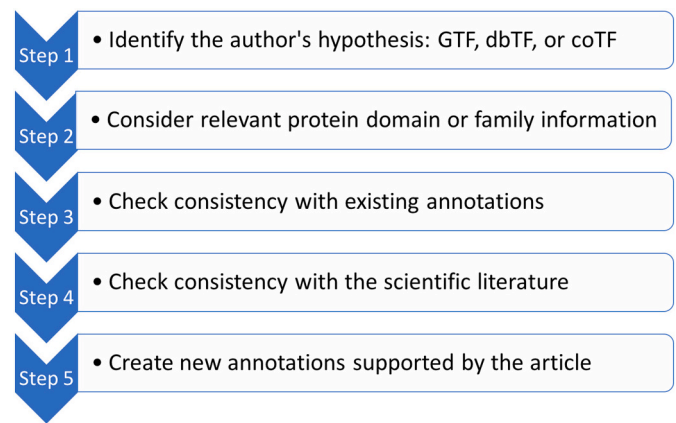 Step 1
• Identify the author's hypothesis: GTF, dbTF, or coTF
Step 2
• Consider relevant protein domain or family information
Step 3
• Check consistency with existing annotations
Step 4
• Check consistency with the scientific literature
Step 5
• Create new annotations supported by the article